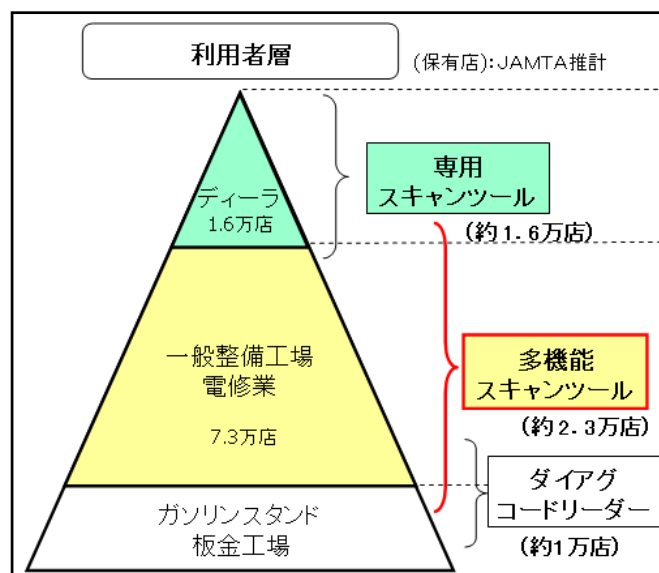 利用者層
(保有店)：JAMTA推計
ディーラ
1.6万店
専用
スキャンツール
(約1．6万店)
一般整備工場
電修業
7.3万店
多機能
スキャンツール
(約2．3万店)
ダイアグ
コードリーダー
(約1万店)
ガソリンスタンド
板金工場